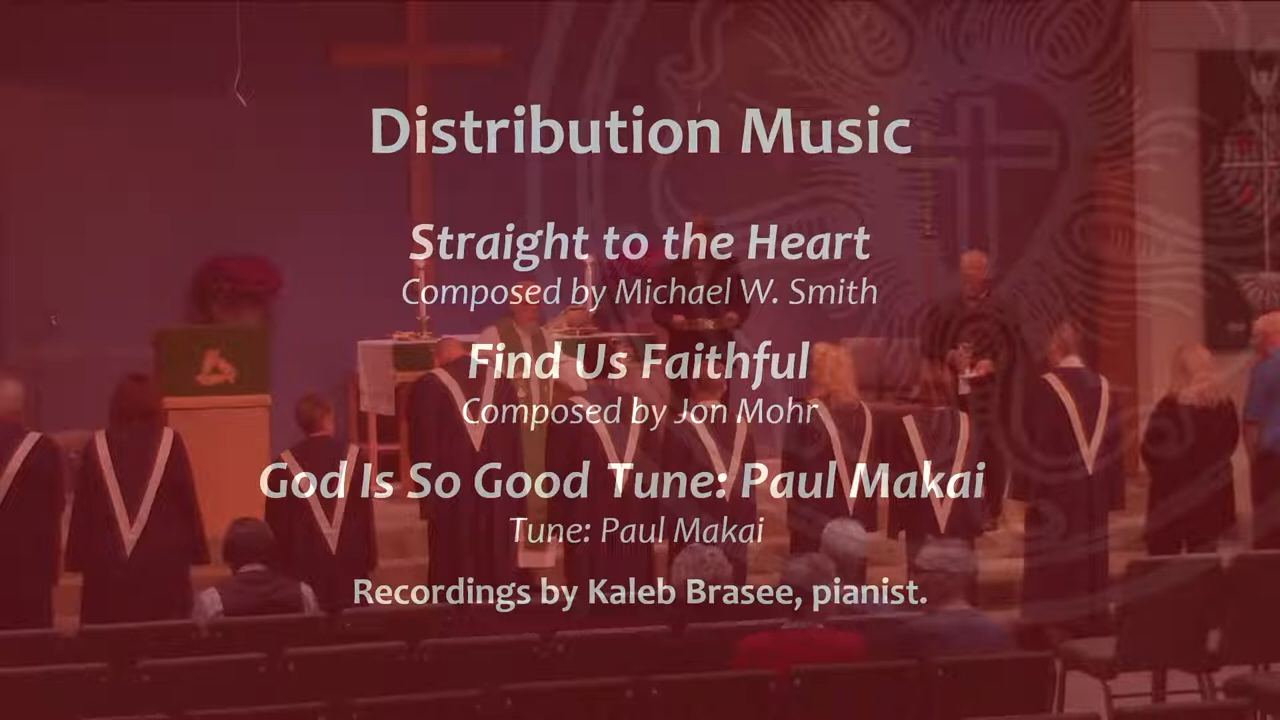 Distribution Music
Straight to the Heart
Composed by Michael W. Smith
Find Us Faithful
Composed by Jon Mohr
God Is So Good Tune: Paul Makai
Tune: Paul Makai
Recordings by Kaleb Brasee, pianist.